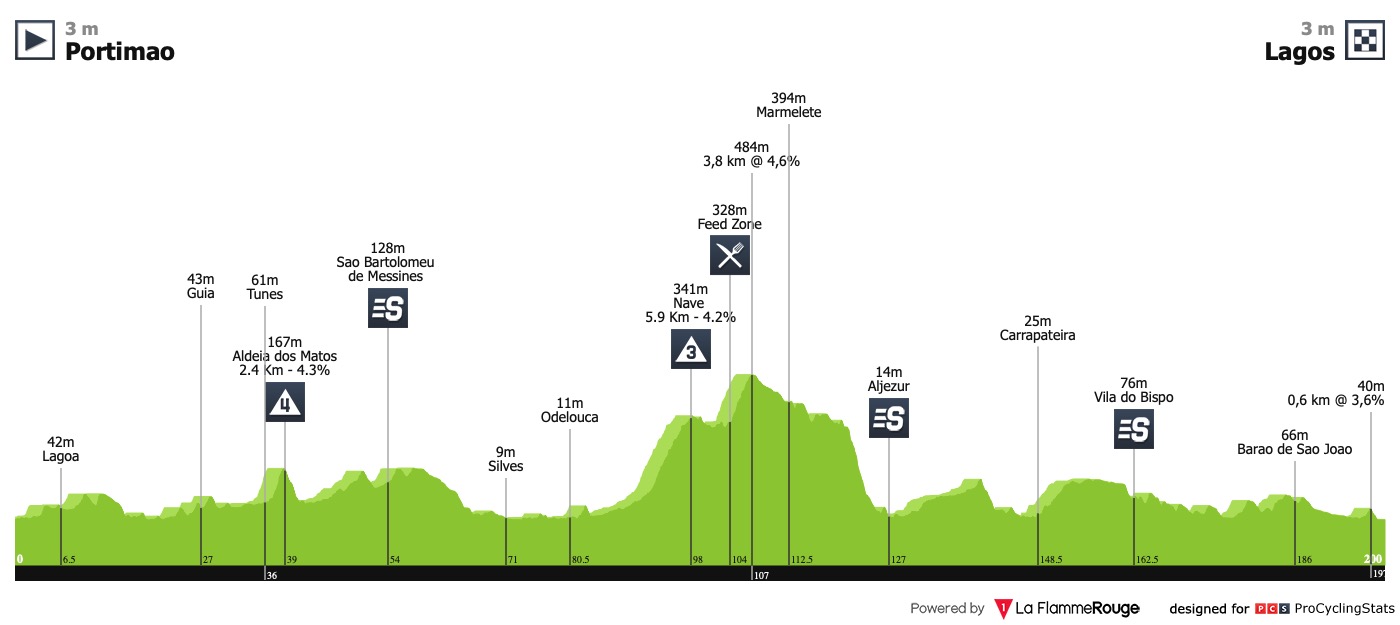 3 m
Portimao
3 m
Lagos
394m
Marmelete
484m
3,8 km @ 4,6%
328m
Feed Zone
128m
Sao Bartolomeu
de Messines
S
43m
Guia
61m
Tunes
341m
Nave
5.9 Km - 4.2%
3
167m
Aldeia dos Matos
2.4 Km - 4.3%
4
25m
Carrapateira
14m
Aljezur
S
76m
Vila do Bispo
S
40m
0,6 km @ 3,6%
11m
Odelouca
42m
Lagoa
9m
Silves
66m
Barao de Sao Joao
0 6.5 27 39 54 71 80.5 98 104 112.5 127 148.5 162.5 186 200
36 107 197
Powered by 1 La FlammeRouge designed for PCS ProCyclingStats